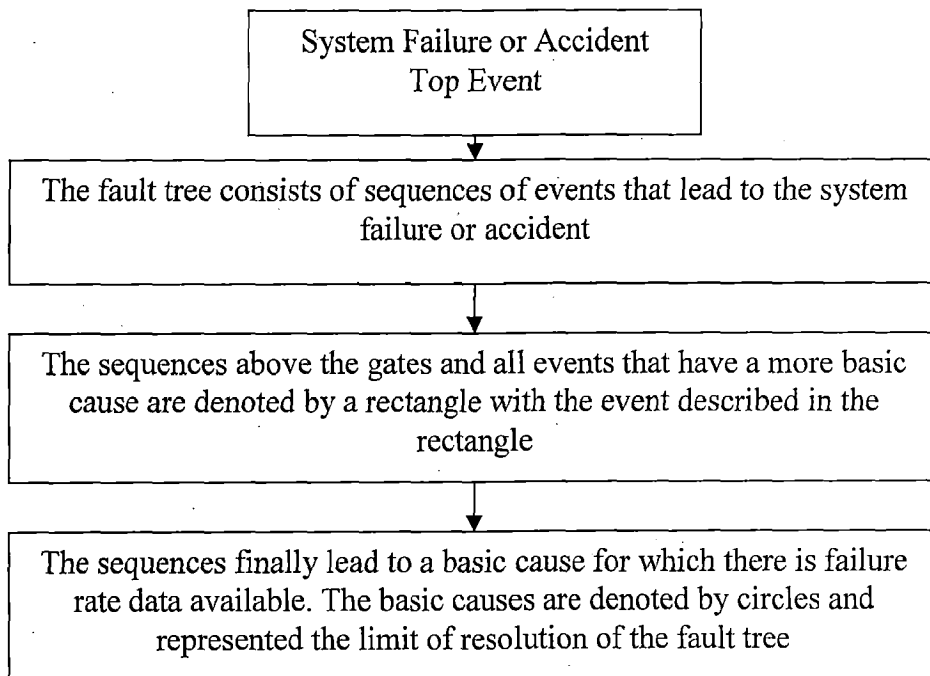 System Failure or Accident
Top Event
The fault tree consists of sequences of events that lead to the system
failure or accident
The sequences above the gates and all events that have a more basic
cause are denoted by a rectangle with the event described in the
rectangle
The sequences finally lead to a basic cause for which there is failure
rate data available. The basic causes are denoted by circles and
represented the limit of resolution of the fault tree